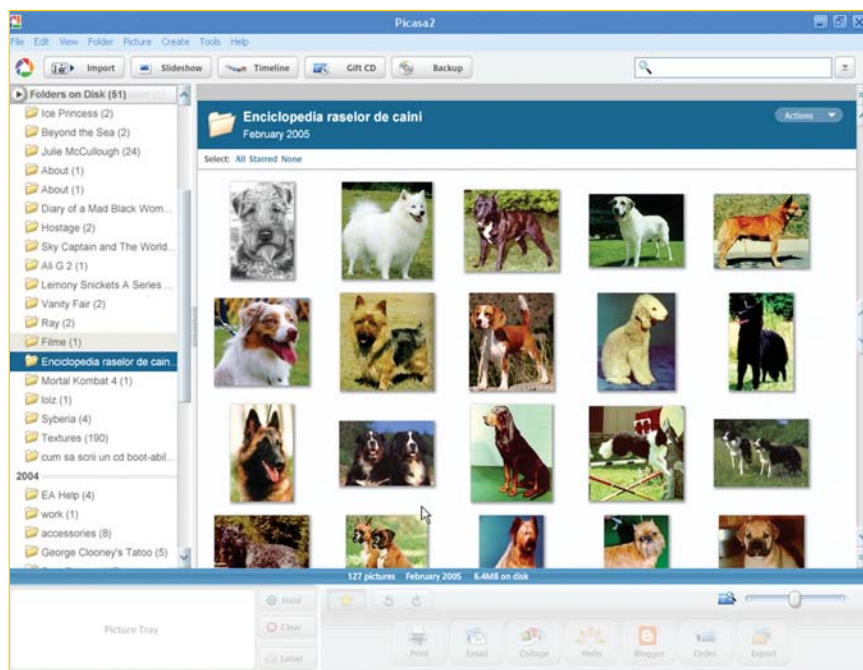 Picasa2
File Edit View Folder Picture Create Tools Help
Import Slideshow Timeline Gift CD Backup
Folders on Disk (51)
Ice Princess (2)
Beyond the Sea (2)
Julie McCullough (24)
About (1)
About (1)
Diary of a Mad Black Wom...
Hostage (2)
Sky Captain and The World...
Ali G 2 (1)
Lemony Snickets A Series ...
Vanity Fair (2)
Ray (2)
Filme (1)
Enciclopedia raselor de cain...
Mortal Kombat 4 (1)
lolz (1)
Syberia (4)
Textures (190)
cum sa scrii un cd boot-abil...
2004
EA Help (4)
work (1)
accessories (8)
George Clooney's Tatoo (5)
Enciclopedia raselor de caini
February 2005
Actions
Select: All Starred None
127 pictures February 2005 6.4MB on disk
Picture Tray
Hold
Clear
Label
Print Email Collage Hello Blogger Order Export